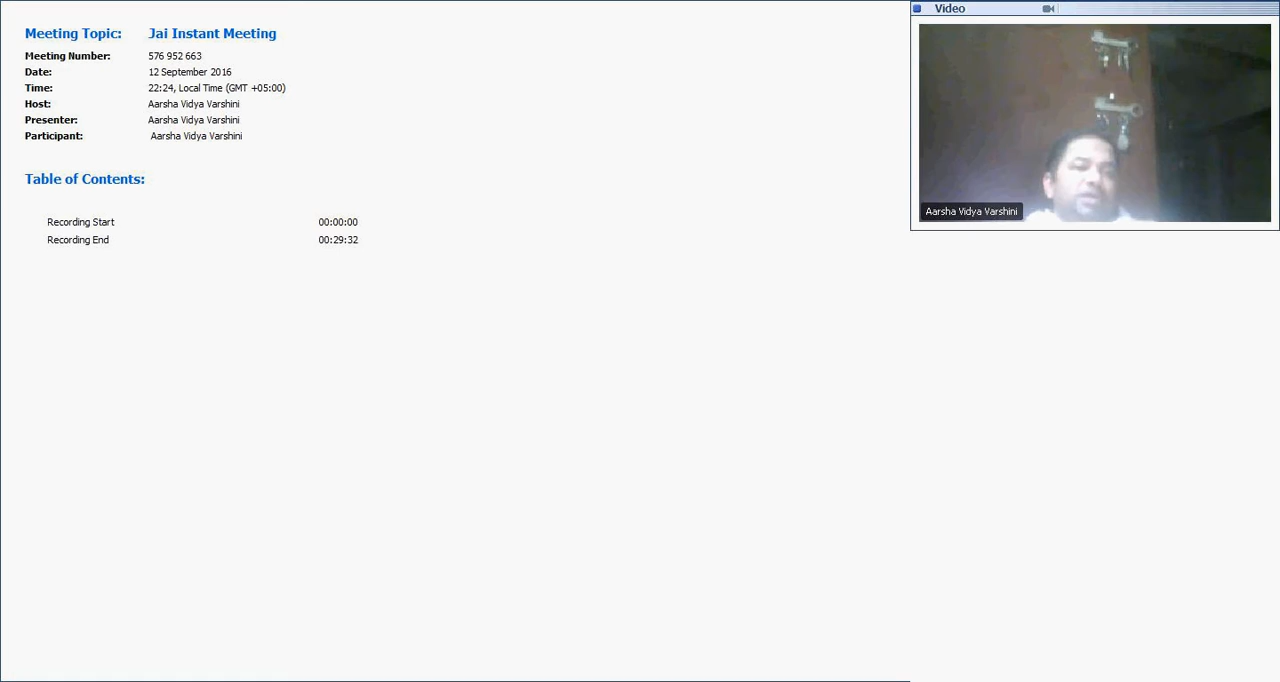 Meeting Topic: Jai Instant Meeting
Meeting Number: 576 952 663
Date: 12 September 2016
Time: 22:24, Local Time (GMT +05:00)
Host: Aarsha Vidya Varshini
Presenter: Aarsha Vidya Varshini
Participant: Aarsha Vidya Varshini
Table of Contents:
Recording Start 00:00:00
Recording End 00:29:32
Video
Aarsha Vidya Varshini